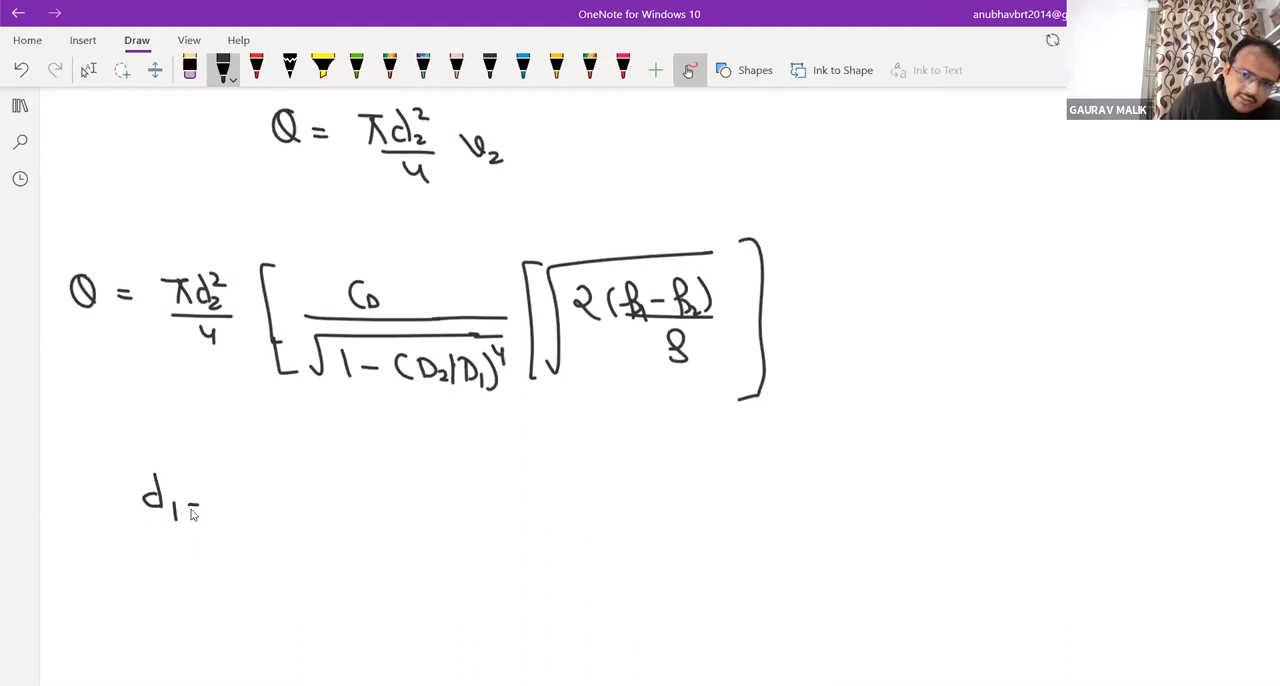 OneNote for Windows 10
anubhavbrt2014@g
Home Insert Draw View Help
Shapes Ink to Shape Ink to Text
GAURAV MALIK
Q = πd₂²/4 v₂
Q = πd₂²/4 [ C_D / √(1 - (D₂/D₁)⁴ [ √(2(p₁ - p₂)/ρ) ]
d₁ =